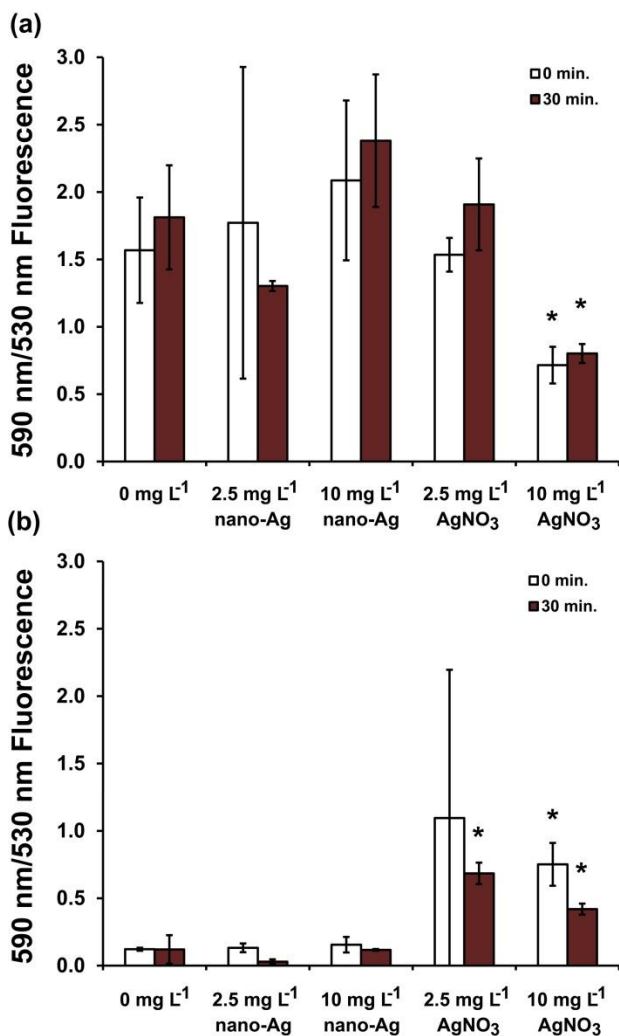 (a)
590 nm/530 nm Fluorescence
3.0
2.5
2.0
1.5
1.0
0.5
0.0
0 min.
30 min.
*
*
0 mg L⁻¹ 2.5 mg L⁻¹ 10 mg L⁻¹ 2.5 mg L⁻¹ 10 mg L⁻¹
nano-Ag nano-Ag AgNO₃ AgNO₃
(b)
590 nm/530 nm Fluorescence
3.0
2.5
2.0
1.5
1.0
0.5
0.0
0 min.
30 min.
*
*
*
0 mg L⁻¹ 2.5 mg L⁻¹ 10 mg L⁻¹ 2.5 mg L⁻¹ 10 mg L⁻¹
nano-Ag nano-Ag AgNO₃ AgNO₃